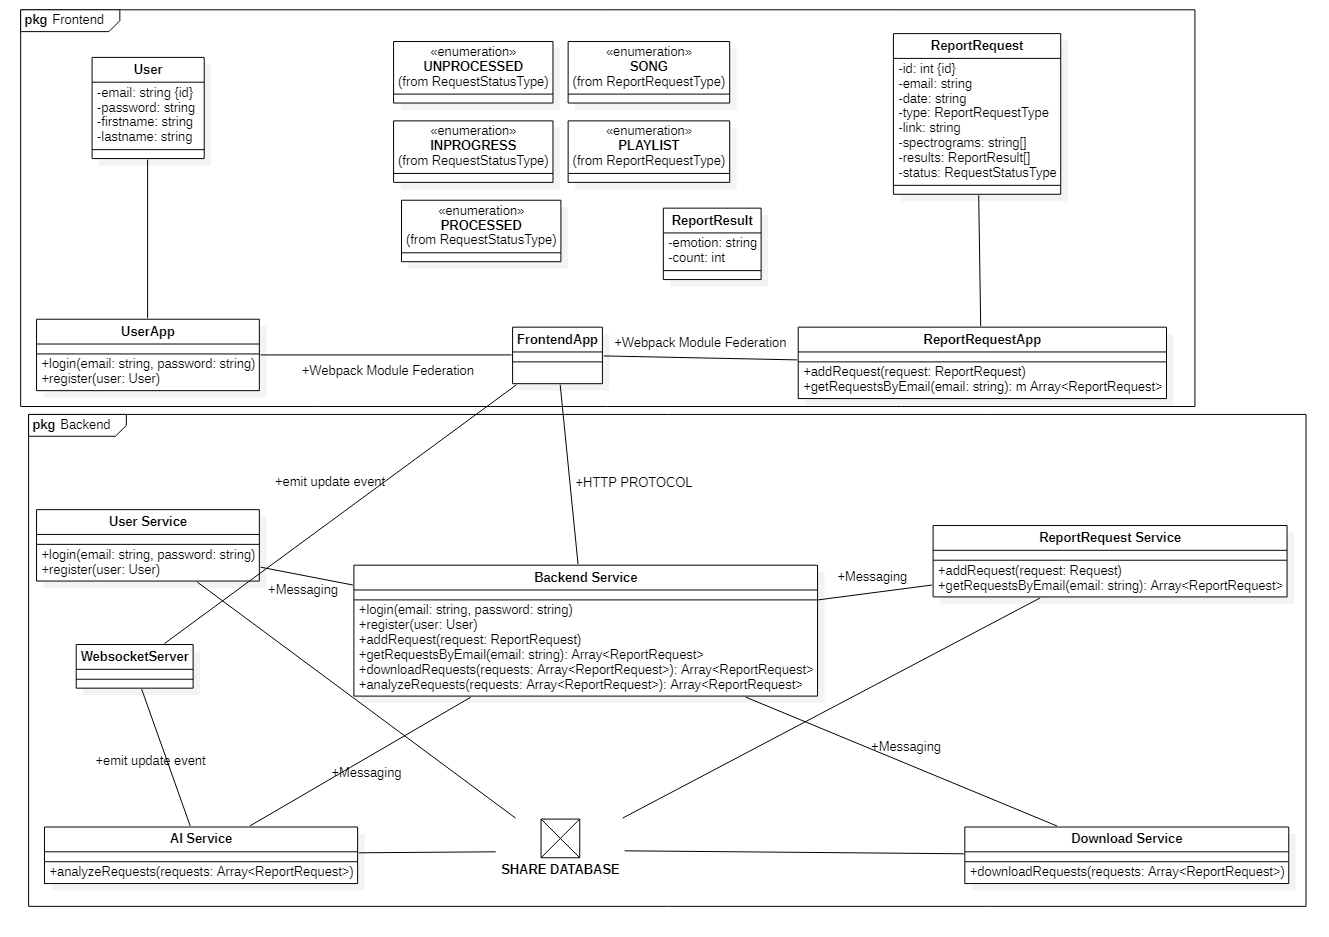 pkg Frontend
User
-email: string {id}
-password: string
-firstname: string
-lastname: string
«enumeration»
UNPROCESSED
(from RequestStatusType)
«enumeration»
SONG
(from ReportRequestType)
«enumeration»
INPROGRESS
(from RequestStatusType)
«enumeration»
PLAYLIST
(from ReportRequestType)
«enumeration»
PROCESSED
(from RequestStatusType)
ReportResult
-emotion: string
-count: int
ReportRequest
-id: int {id}
-email: string
-date: string
-type: ReportRequestType
-link: string
-spectrograms: string[]
-results: ReportResult[]
-status: RequestStatusType
UserApp
+login(email: string, password: string)
+register(user: User)
+Webpack Module Federation
FrontendApp
+Webpack Module Federation
ReportRequestApp
+addRequest(request: ReportRequest)
+getRequestsByEmail(email: string): m Array<ReportRequest>
pkg Backend
+emit update event
+HTTP PROTOCOL
User Service
+login(email: string, password: string)
+register(user: User)
+Messaging
Backend Service
+login(email: string, password: string)
+register(user: User)
+addRequest(request: ReportRequest)
+getRequestsByEmail(email: string): Array<ReportRequest>
+downloadRequests(requests: Array<ReportRequest>): Array<ReportRequest>
+analyzeRequests(requests: Array<ReportRequest>): Array<ReportRequest>
+Messaging
ReportRequest Service
+addRequest(request: Request)
+getRequestsByEmail(email: string): Array<ReportRequest>
WebsocketServer
+emit update event
+Messaging
+Messaging
AI Service
+analyzeRequests(requests: Array<ReportRequest>)
SHARE DATABASE
Download Service
+downloadRequests(requests: Array<ReportRequest>)